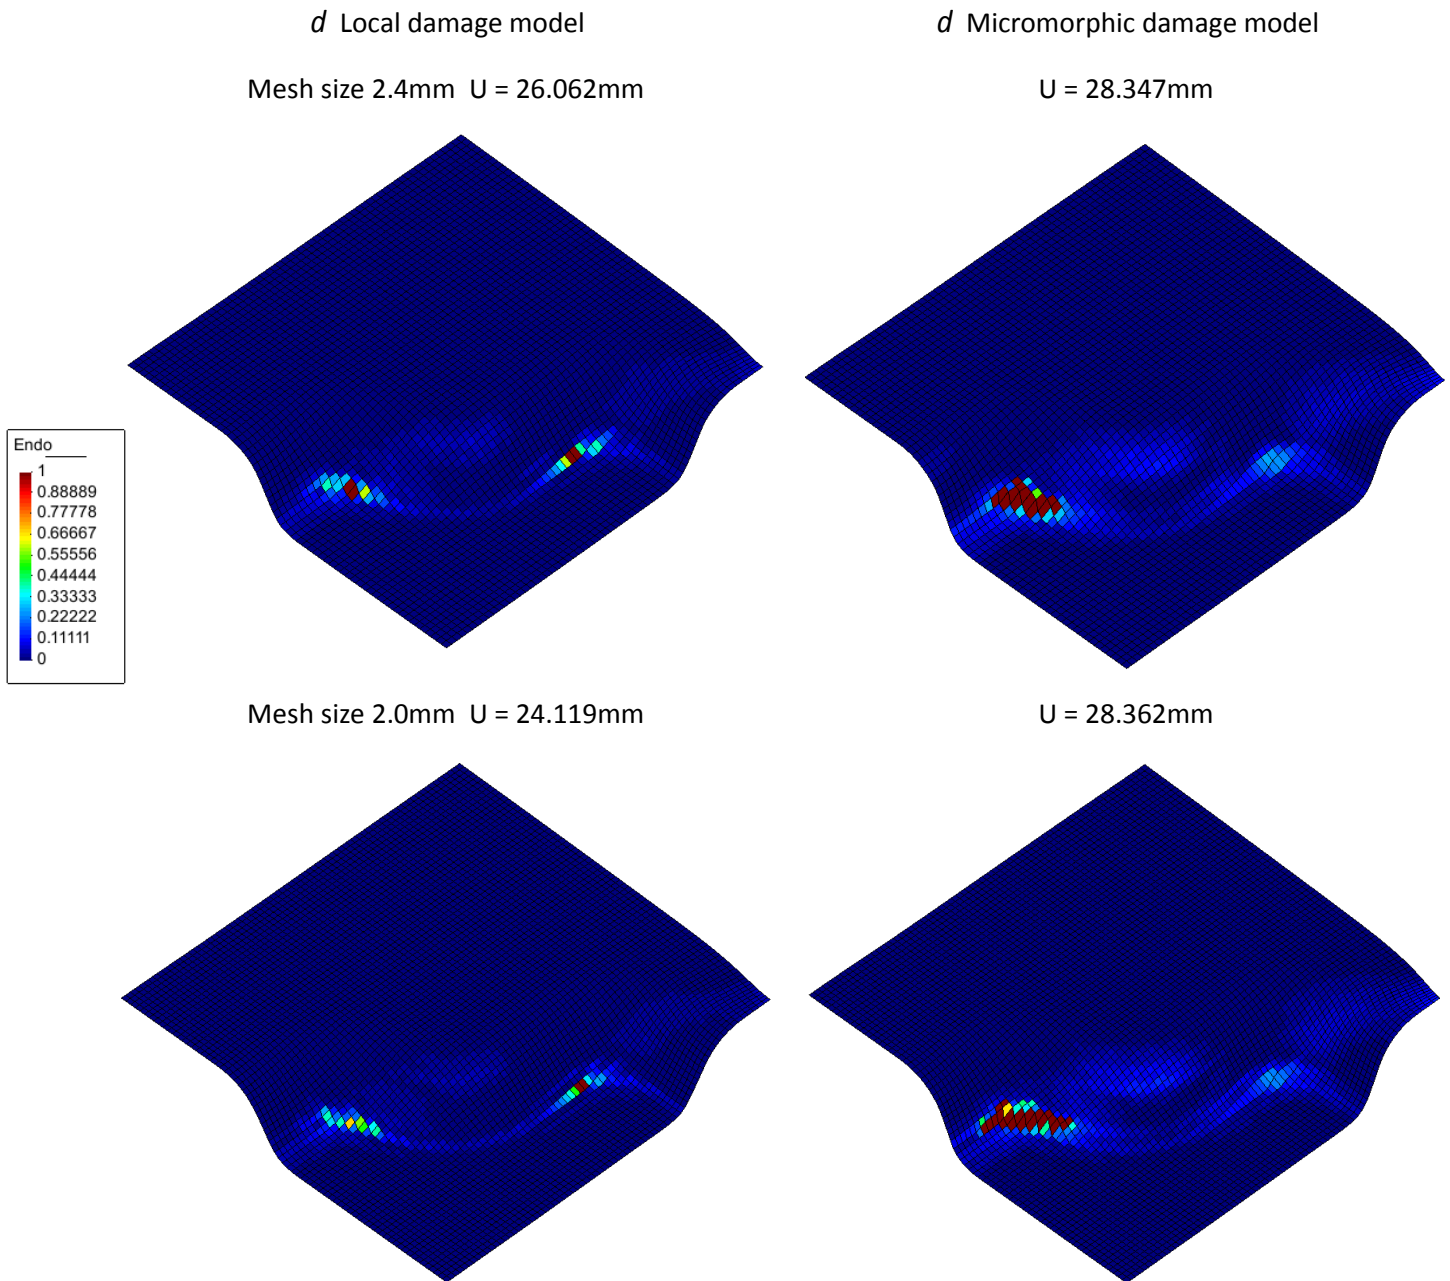 d Local damage model
d Micromorphic damage model
Mesh size 2.4mm U = 26.062mm
U = 28.347mm
Endo
1
0.88889
0.77778
0.66667
0.55556
0.44444
0.33333
0.22222
0.11111
0
Mesh size 2.0mm U = 24.119mm
U = 28.362mm